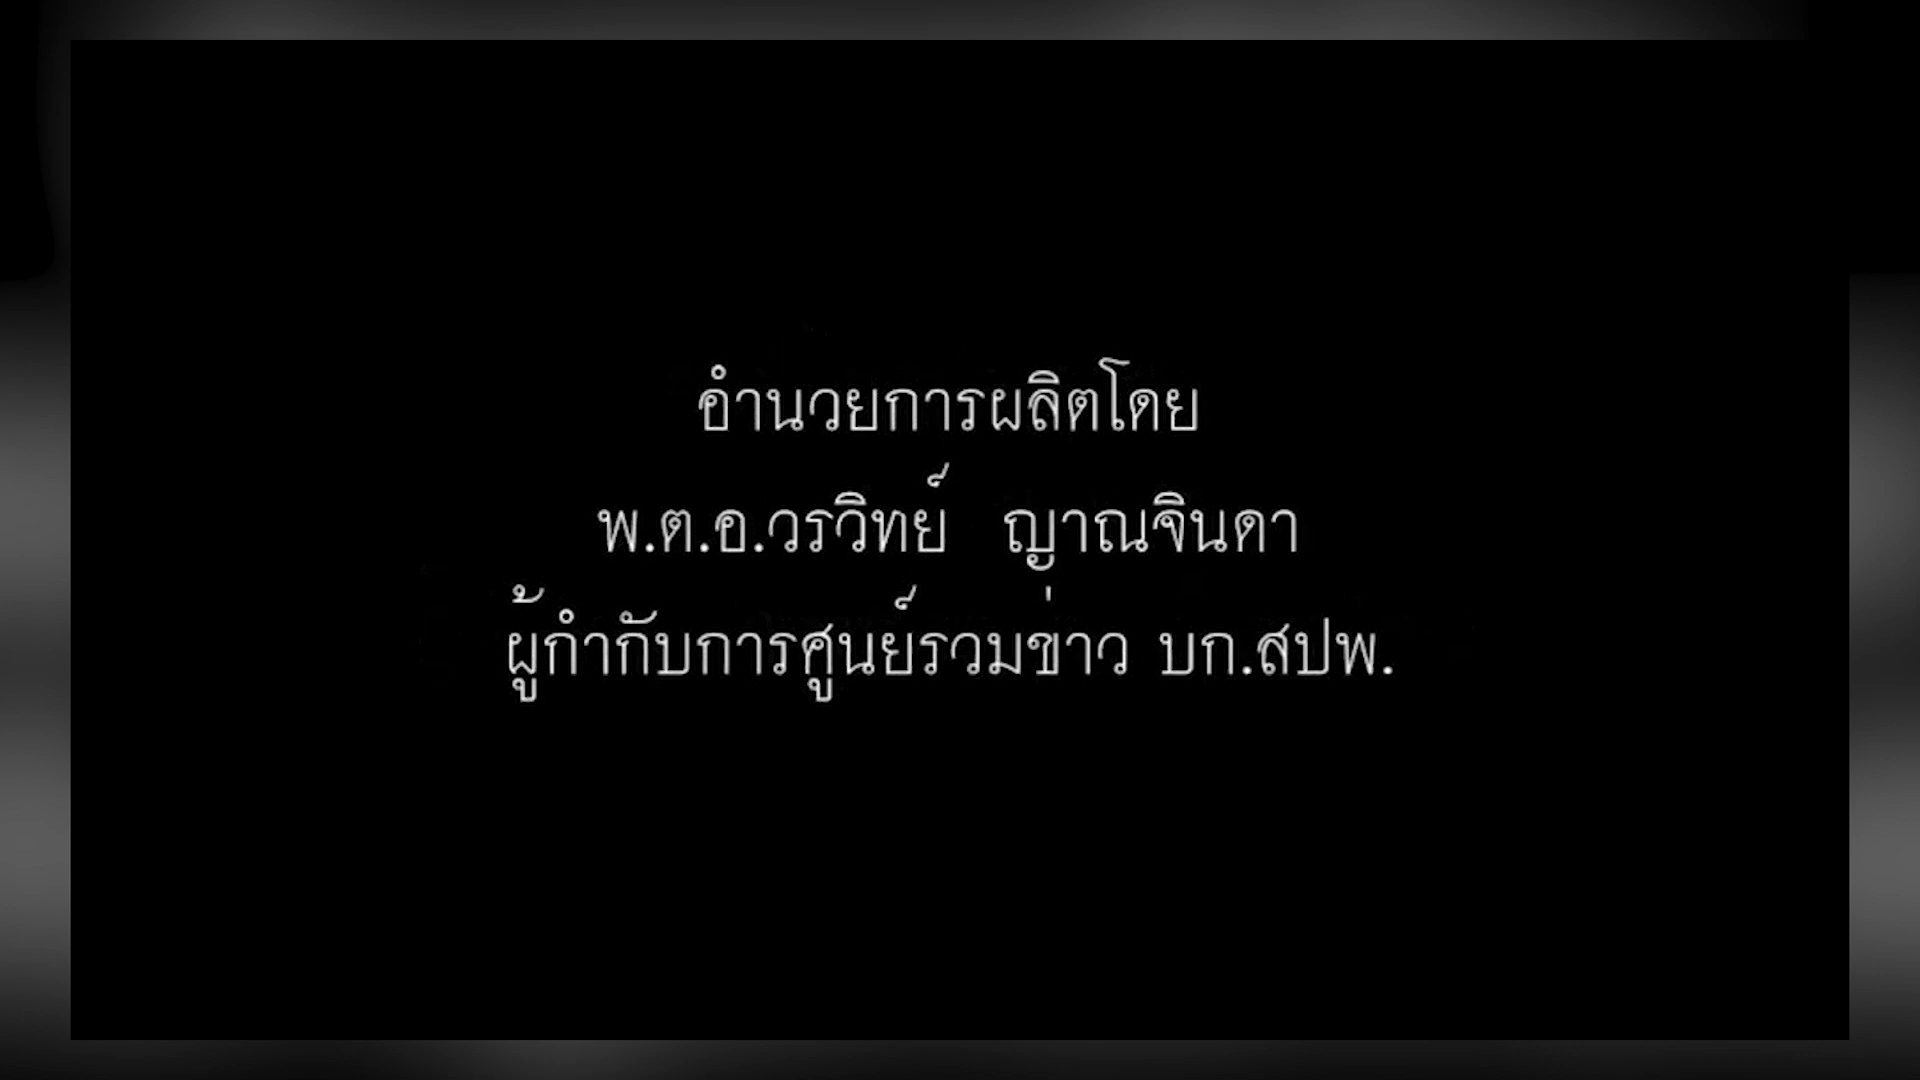 อำนวยการผลิตโดย
พ.ต.อ.วรวิทย์ ญาณจินดา
ผู้กำกับการศูนย์รวมข่าว บก.สปพ.